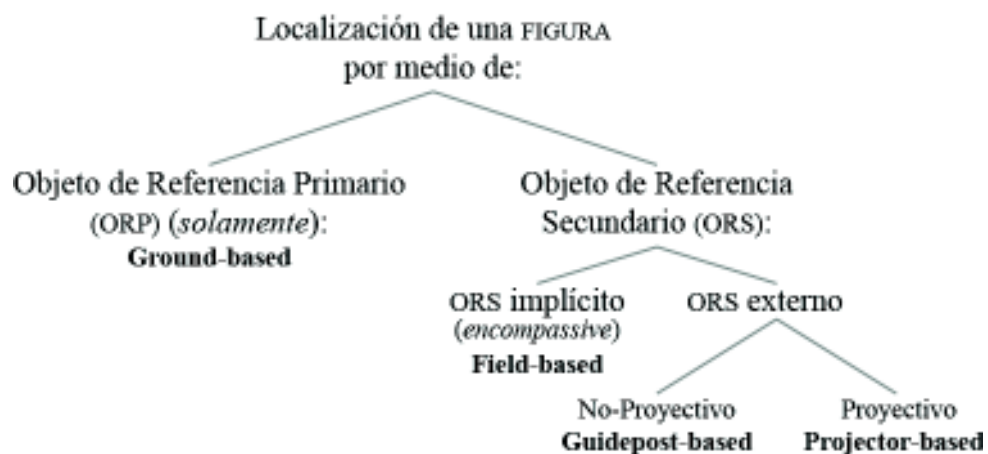 Localización de una FIGURA
por medio de:
Objeto de Referencia Primario
(ORP) (solamente):
Ground-based
Objeto de Referencia
Secundario (ORS):
ORS implícito
(encompassive)
Field-based
ORS externo
No-Proyectivo
Guidepost-based
Proyectivo
Projector-based